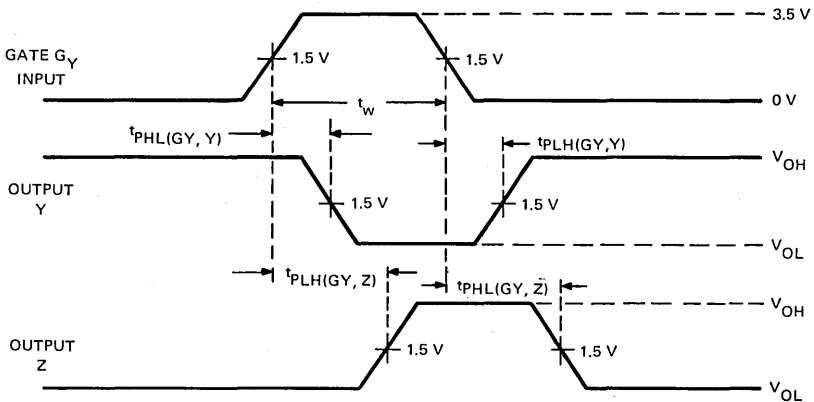 3.5 V
GATE GY
INPUT
1.5 V
1.5 V
tw
0 V
tPHL(GY, Y)
tPLH(GY,Y)
VOH
OUTPUT
Y
1.5 V
1.5 V
VOL
tPLH(GY, Z)
tPHL(GY, Z)
VOH
OUTPUT
Z
1.5 V
1.5 V
VOL